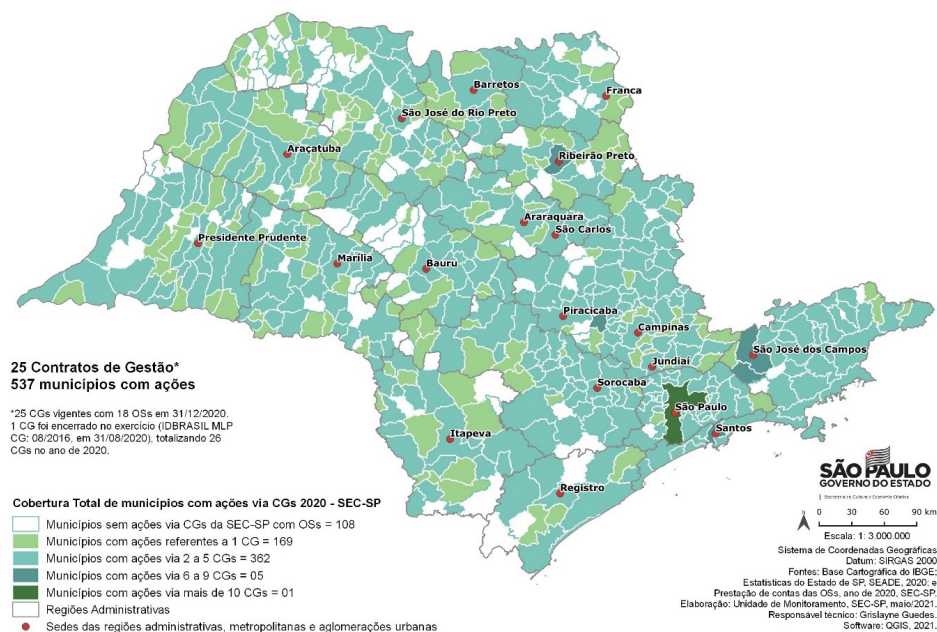 Barretos
Franca
São José do Rio Preto
Araçatuba
Ribeirão Preto
Araraquara
São Carlos
Presidente Prudente
Marília
Bauru
Piracicaba
Campinas
São José dos Campos
Jundiaí
Sorocaba
São Paulo
Santos
Itapeva
Registro
25 Contratos de Gestão*
537 municípios com ações
*25 CGs vigentes com 18 OSs em 31/12/2020.
1 CG foi encerrado no exercício (IDBRASIL MLP
CG: 08/2016, em 31/08/2020), totalizando 26
CGs no ano de 2020.
Cobertura Total de municípios com ações via CGs 2020 - SEC-SP
Municípios sem ações via CGs da SEC-SP com OSs = 108
Municípios com ações referentes a 1 CG = 169
Municípios com ações via 2 a 5 CGs = 362
Municípios com ações via 6 a 9 CGs = 05
Municípios com ações via mais de 10 CGs = 01
Regiões Administrativas
Sedes das regiões administrativas, metropolitanas e aglomerações urbanas
SÃO PAULO
GOVERNO DO ESTADO
Secretaria de Cultura e Economia Criativa
N
0 30 60 90 km
Escala: 1: 3.000.000
Sistema de Coordenadas Geográficas
Datum: SIRGAS 2000
Fontes: Base Cartográfica do IBGE;
Estatísticas do Estado de SP, SEADE, 2020; e
Prestação de contas das OSs, ano de 2020, SEC-SP.
Elaboração: Unidade de Monitoramento, SEC-SP, maio/2021.
Responsável técnico: Grislayne Guedes.
Software: QGIS, 2021.